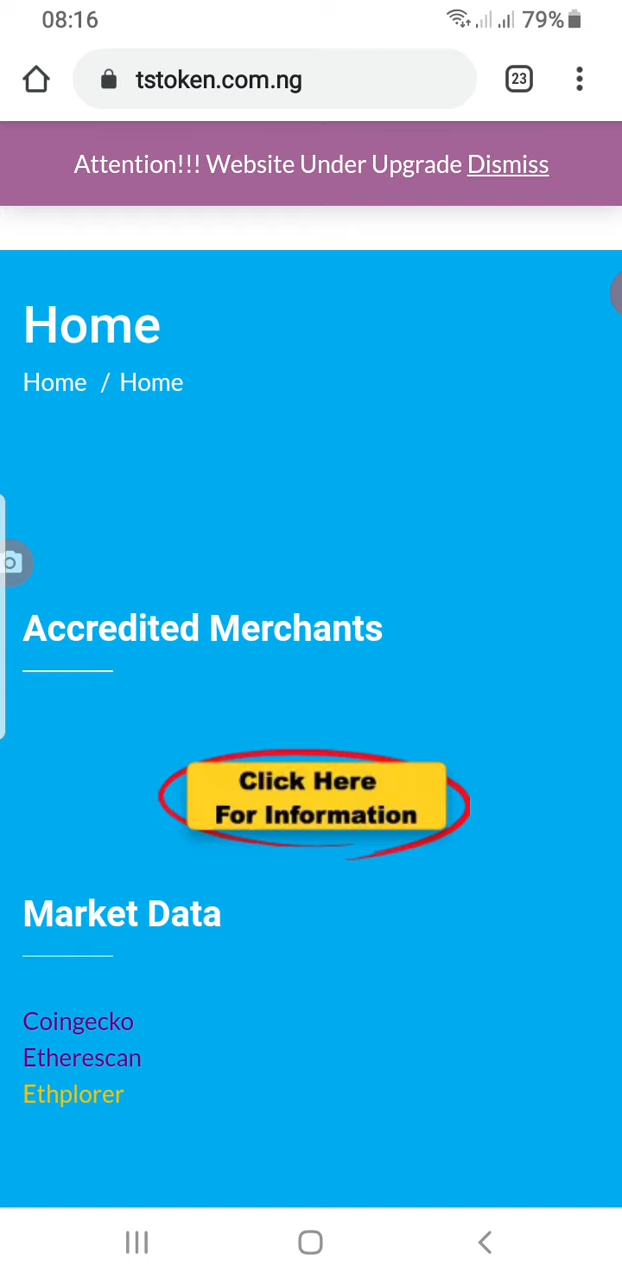 08:16 79%
tstoken.com.ng 23
Attention!!! Website Under Upgrade Dismiss
Home
Home / Home
Accredited Merchants
Click Here
For Information
Market Data
Coingecko
Etherescan
Ethplorer